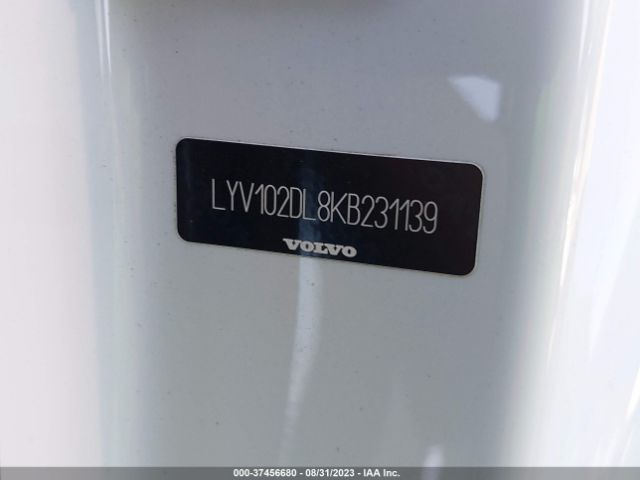 LYV102DL8KB231139
VOLVO
000-37456680 - 08/31/2023 - IAA Inc.